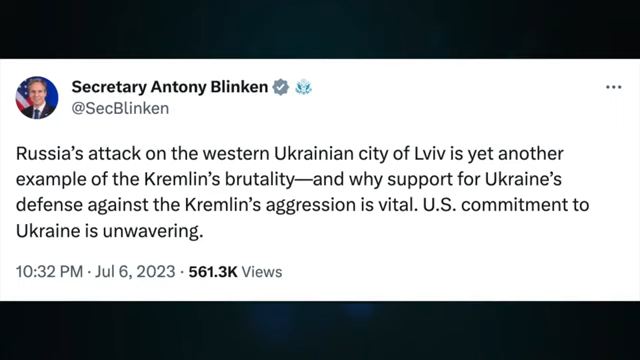 Secretary Antony Blinken
@SecBlinken
Russia’s attack on the western Ukrainian city of Lviv is yet another
example of the Kremlin’s brutality—and why support for Ukraine’s
defense against the Kremlin’s aggression is vital. U.S. commitment to
Ukraine is unwavering.
10:32 PM · Jul 6, 2023 · 561.3K Views